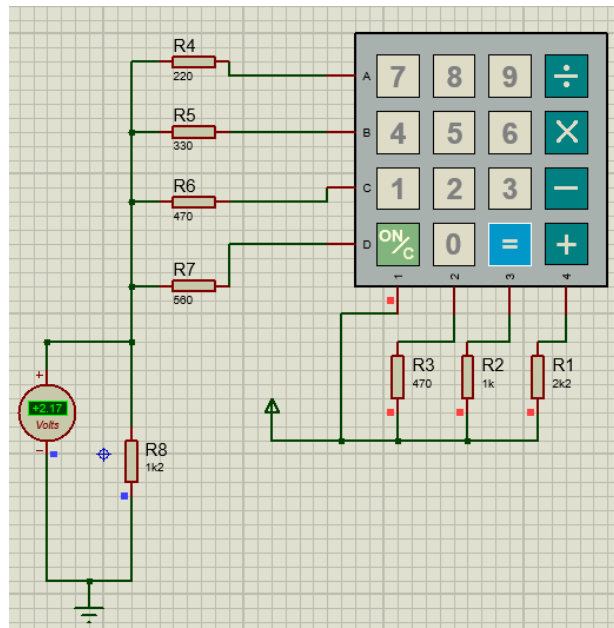 R4
220
A
7
8
9
÷
R5
330
B
4
5
6
×
R6
470
C
1
2
3
−
R7
560
D
ON/C
0
=
+
1
2
3
4
+
+2.17
Volts
−
R8
1k2
R3
470
R2
1k
R1
2k2